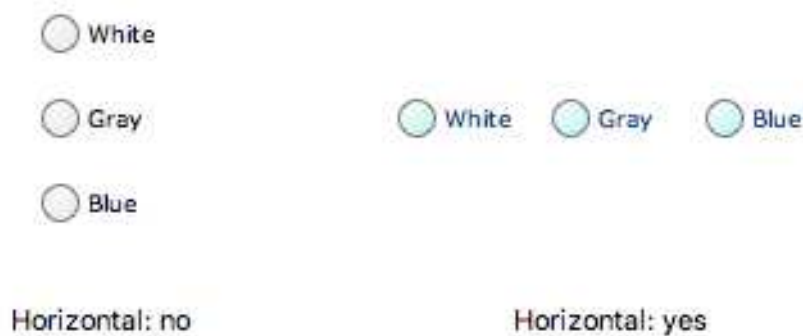 White
Gray
Blue
White Gray Blue
Horizontal: no
Horizontal: yes